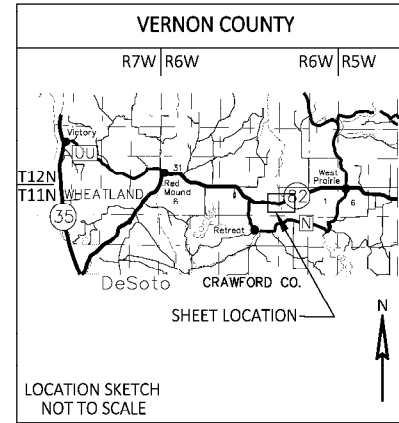 VERNON COUNTY
R7W R6W R6W R5W
Victory
UU
T12N
T11N WHEATLAND
31
Red
Mound
6
35
82
West
Prairie
1 6
Retreat
N
DeSoto
CRAWFORD CO.
SHEET LOCATION
N
LOCATION SKETCH
NOT TO SCALE